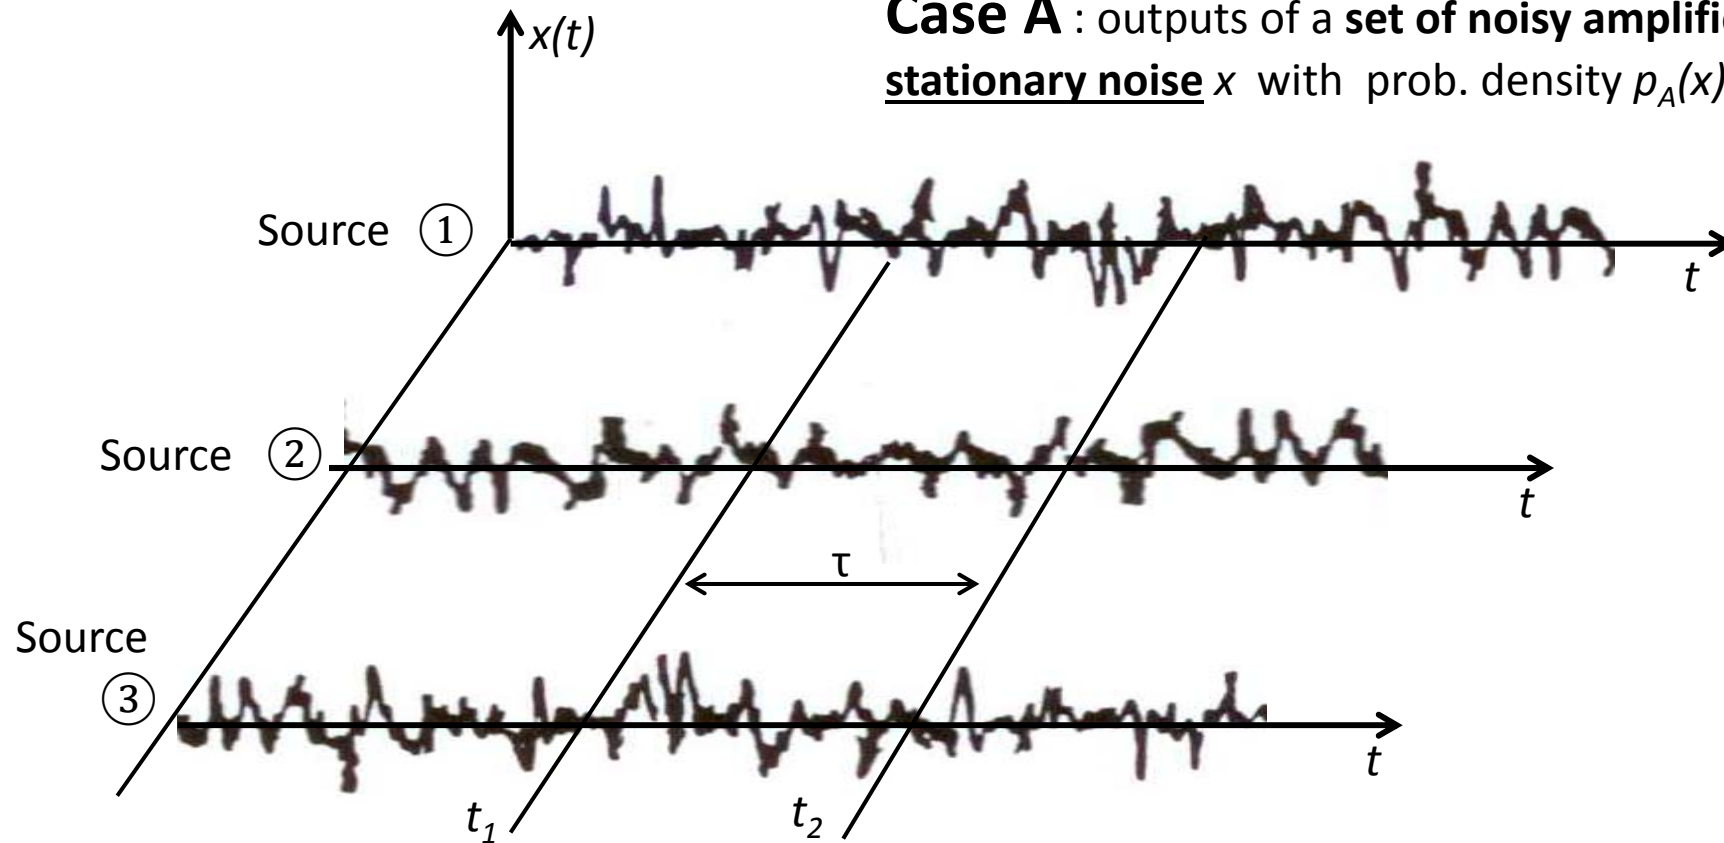 Case A : outputs of a set of noisy
stationary noise x with prob. density p_A(x)
x(t)
Source ①
t
Source ②
t
τ
Source
③
t
t_1
t_2